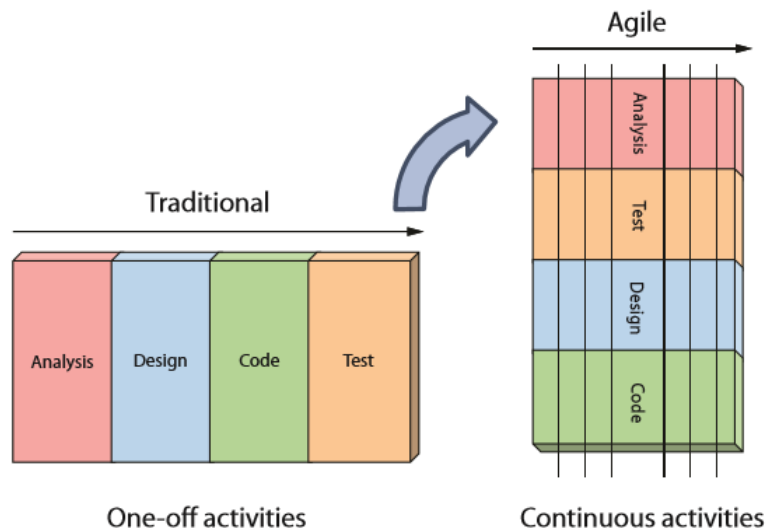 Agile
Analysis
Test
Design
Code
Traditional
Analysis
Design
Code
Test
One-off activities
Continuous activities